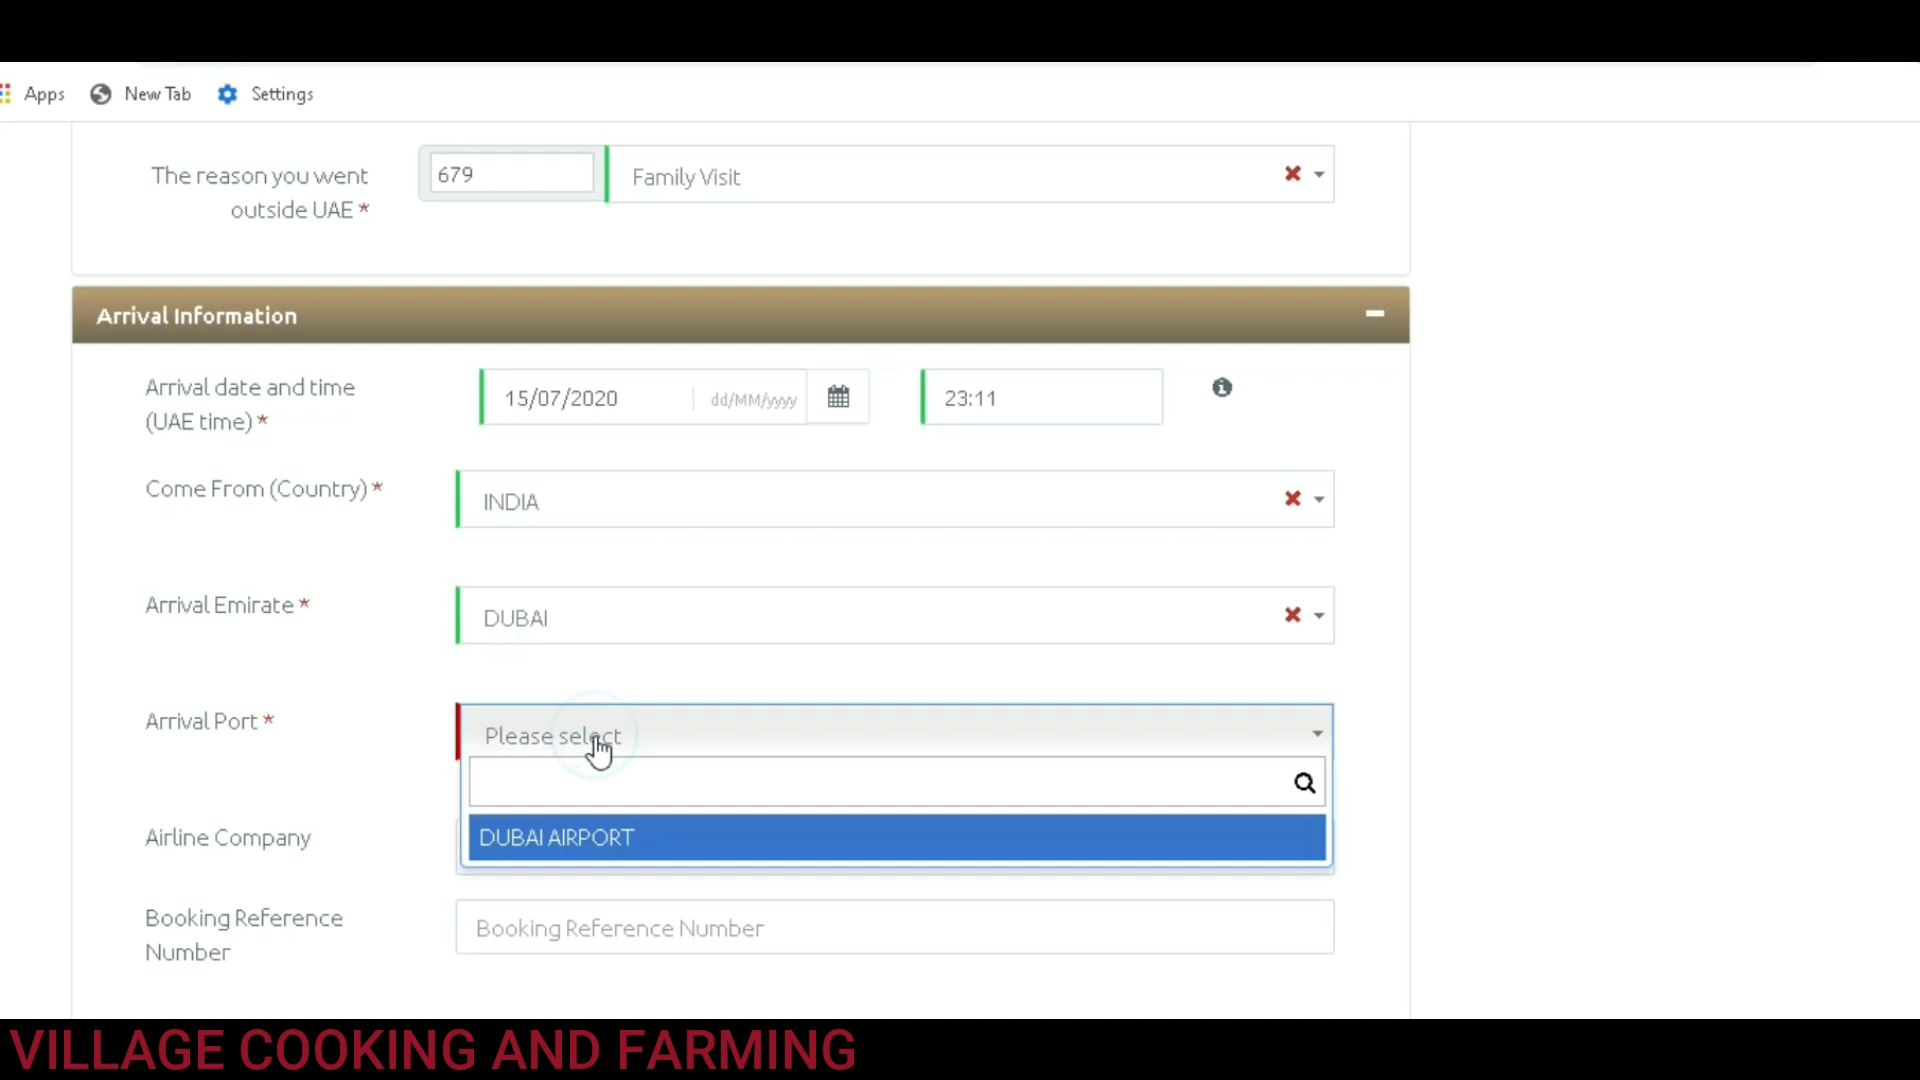 Apps New Tab Settings
The reason you went
outside UAE *
679 Family Visit
Arrival Information
Arrival date and time
(UAE time) *
15/07/2020 dd/MM/yyyy 23:11
Come From (Country) *
INDIA
Arrival Emirate *
DUBAI
Arrival Port *
Please select
DUBAI AIRPORT
Airline Company
Booking Reference
Number
Booking Reference Number
VILLAGE COOKING AND FARMING